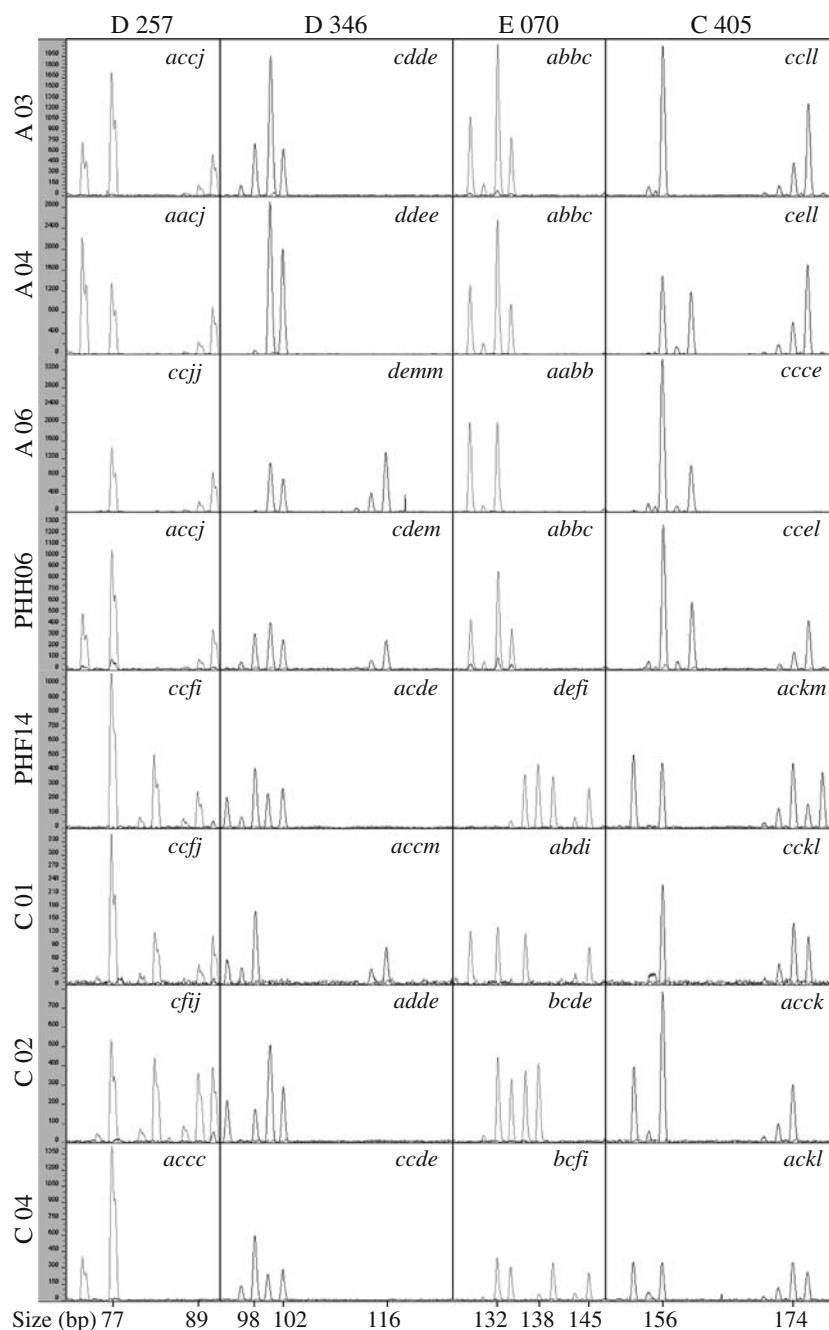 D 257 D 346 E 070 C 405
A 03 accj cdde abbc ccll
A 04 aacj ddee abbc cell
A 06 ccjj demm aabb ccce
PHH06 accj cdem abbc ccel
PHF14 ccfi acde defi ackm
C 01 ccfj accm abdi cckl
C 02 cfij adde bcde acck
C 04 accc ccde bcfi ackl
Size (bp) 77 89 98 102 116 132 138 145 156 174